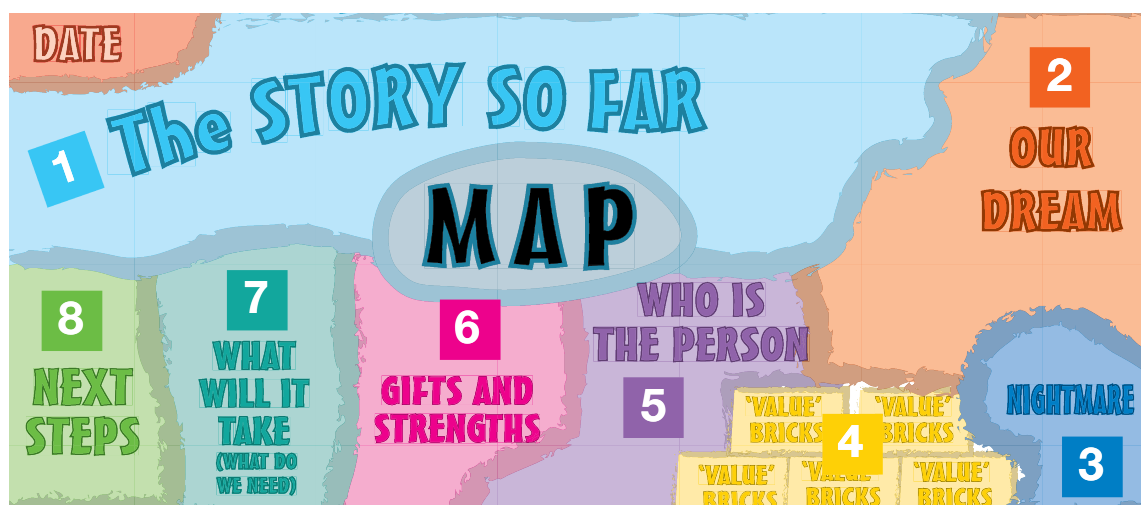 DATE
1
The STORY SO FAR
MAP
2
OUR
DREAM
8
NEXT
STEPS
7
WHAT
WILL IT
TAKE
(WHAT DO
WE NEED)
6
GIFTS AND
STRENGTHS
WHO IS
THE PERSON
5
'VALUE'
BRICKS
'VALUE'
BRICKS
4
'VALUE'
BRICKS
'VALUE'
BRICKS
'VALUE'
BRICKS
NIGHTMARE
3